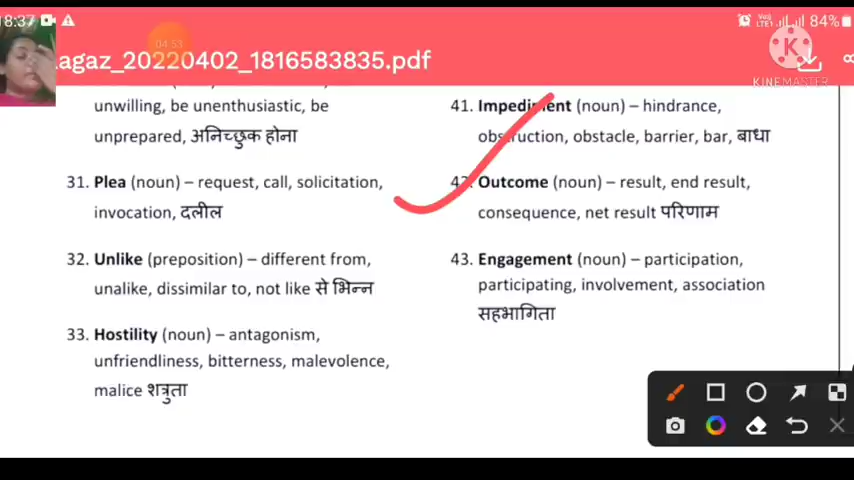 18:37
84%
04:53
agaz_20220402_1816583835.pdf
K
KINEMASTER
unwilling, be unenthusiastic, be
unprepared, अनिच्छुक होना
31. Plea (noun) – request, call, solicitation,
invocation, दलील
32. Unlike (preposition) – different from,
unalike, dissimilar to, not like से भिन्न
33. Hostility (noun) – antagonism,
unfriendliness, bitterness, malevolence,
malice शत्रुता
41. Impediment (noun) – hindrance,
obstruction, obstacle, barrier, bar, बाधा
42. Outcome (noun) – result, end result,
consequence, net result परिणाम
43. Engagement (noun) – participation,
participating, involvement, association
सहभागिता